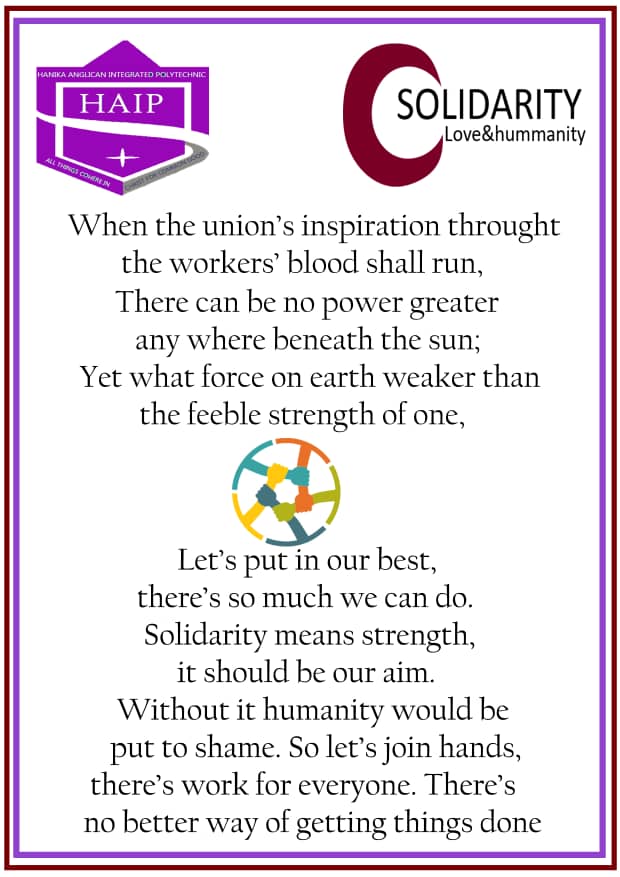 HANIKA ANGLICAN INTEGRATED POLYTECHNIC
HAIP
ALL THINGS COHERE.IN
CHRIST FOR COMMON GOOD
SOLIDARITY
Love&hummanity
When the union’s inspiration throught
the workers’ blood shall run,
There can be no power greater
any where beneath the sun;
Yet what force on earth weaker than
the feeble strength of one,
Let’s put in our best,
there’s so much we can do.
Solidarity means strength,
it should be our aim.
Without it humanity would be
put to shame. So let’s join hands,
there’s work for everyone. There’s
no better way of getting things done